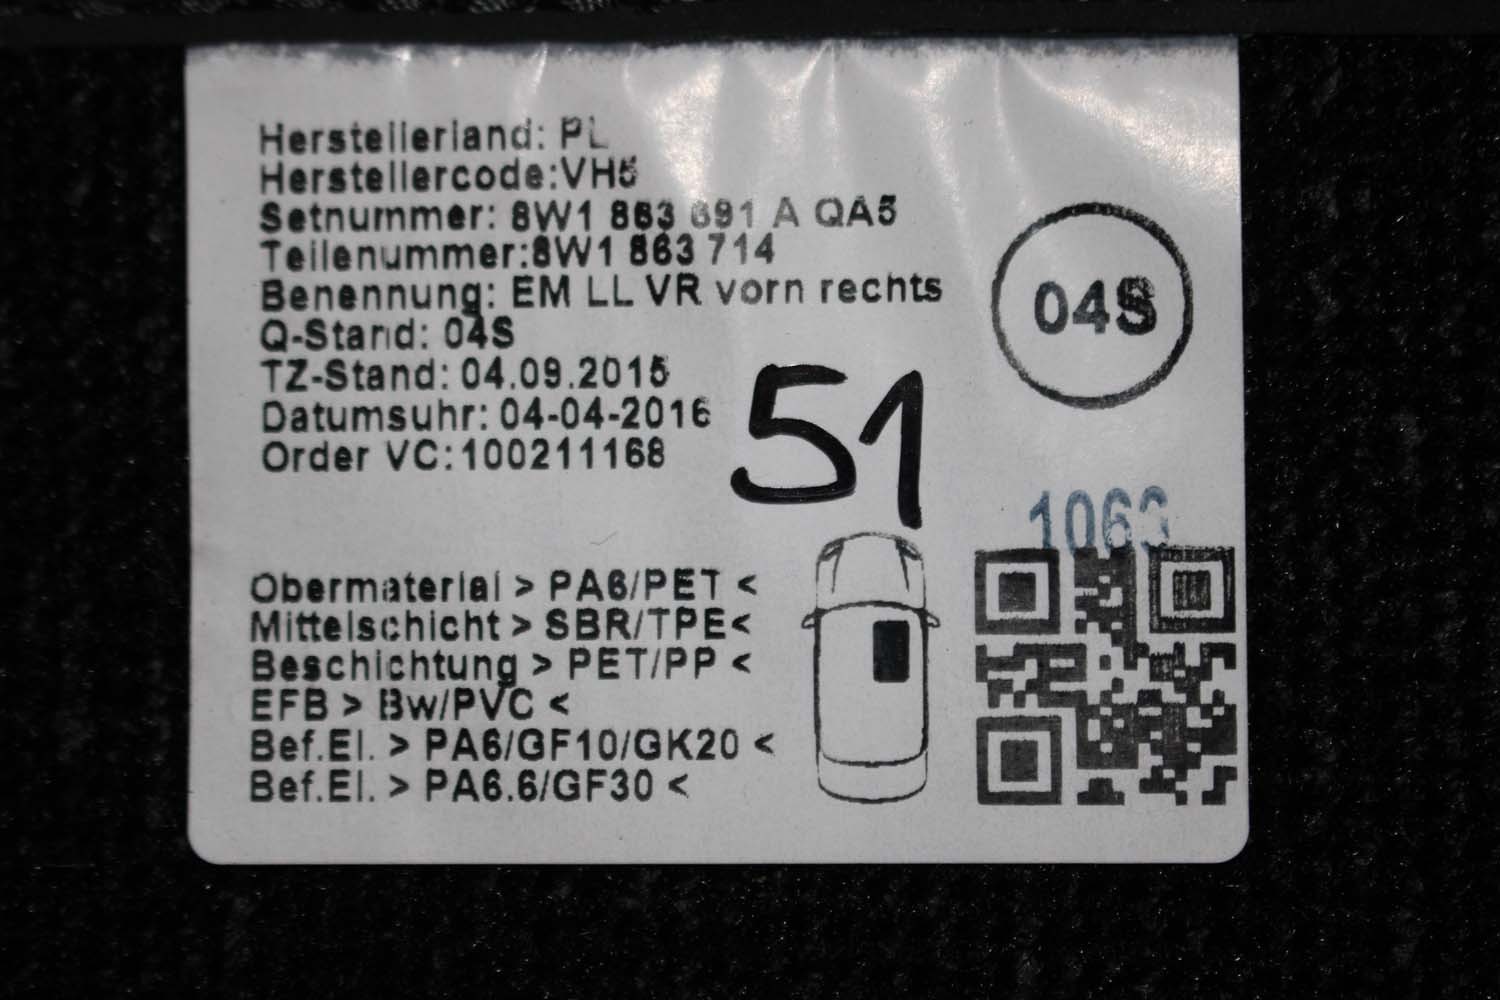 Herstellerland: PL
Herstellercode:VH5
Setnummer: 8W1 863 691 A QA5
Teilenummer:8W1 863 714
Benennung: EM LL VR vorn rechts
Q-Stand: 04S
TZ-Stand: 04.09.2015
Datumsuhr: 04-04-2016
Order VC:100211168
04S
51
1063
Obermaterial > PA6/PET <
Mittelschicht > SBR/TPE<
Beschichtung > PET/PP <
EFB > Bw/PVC <
Bef.El. > PA6/GF10/GK20 <
Bef.El. > PA6.6/GF30 <